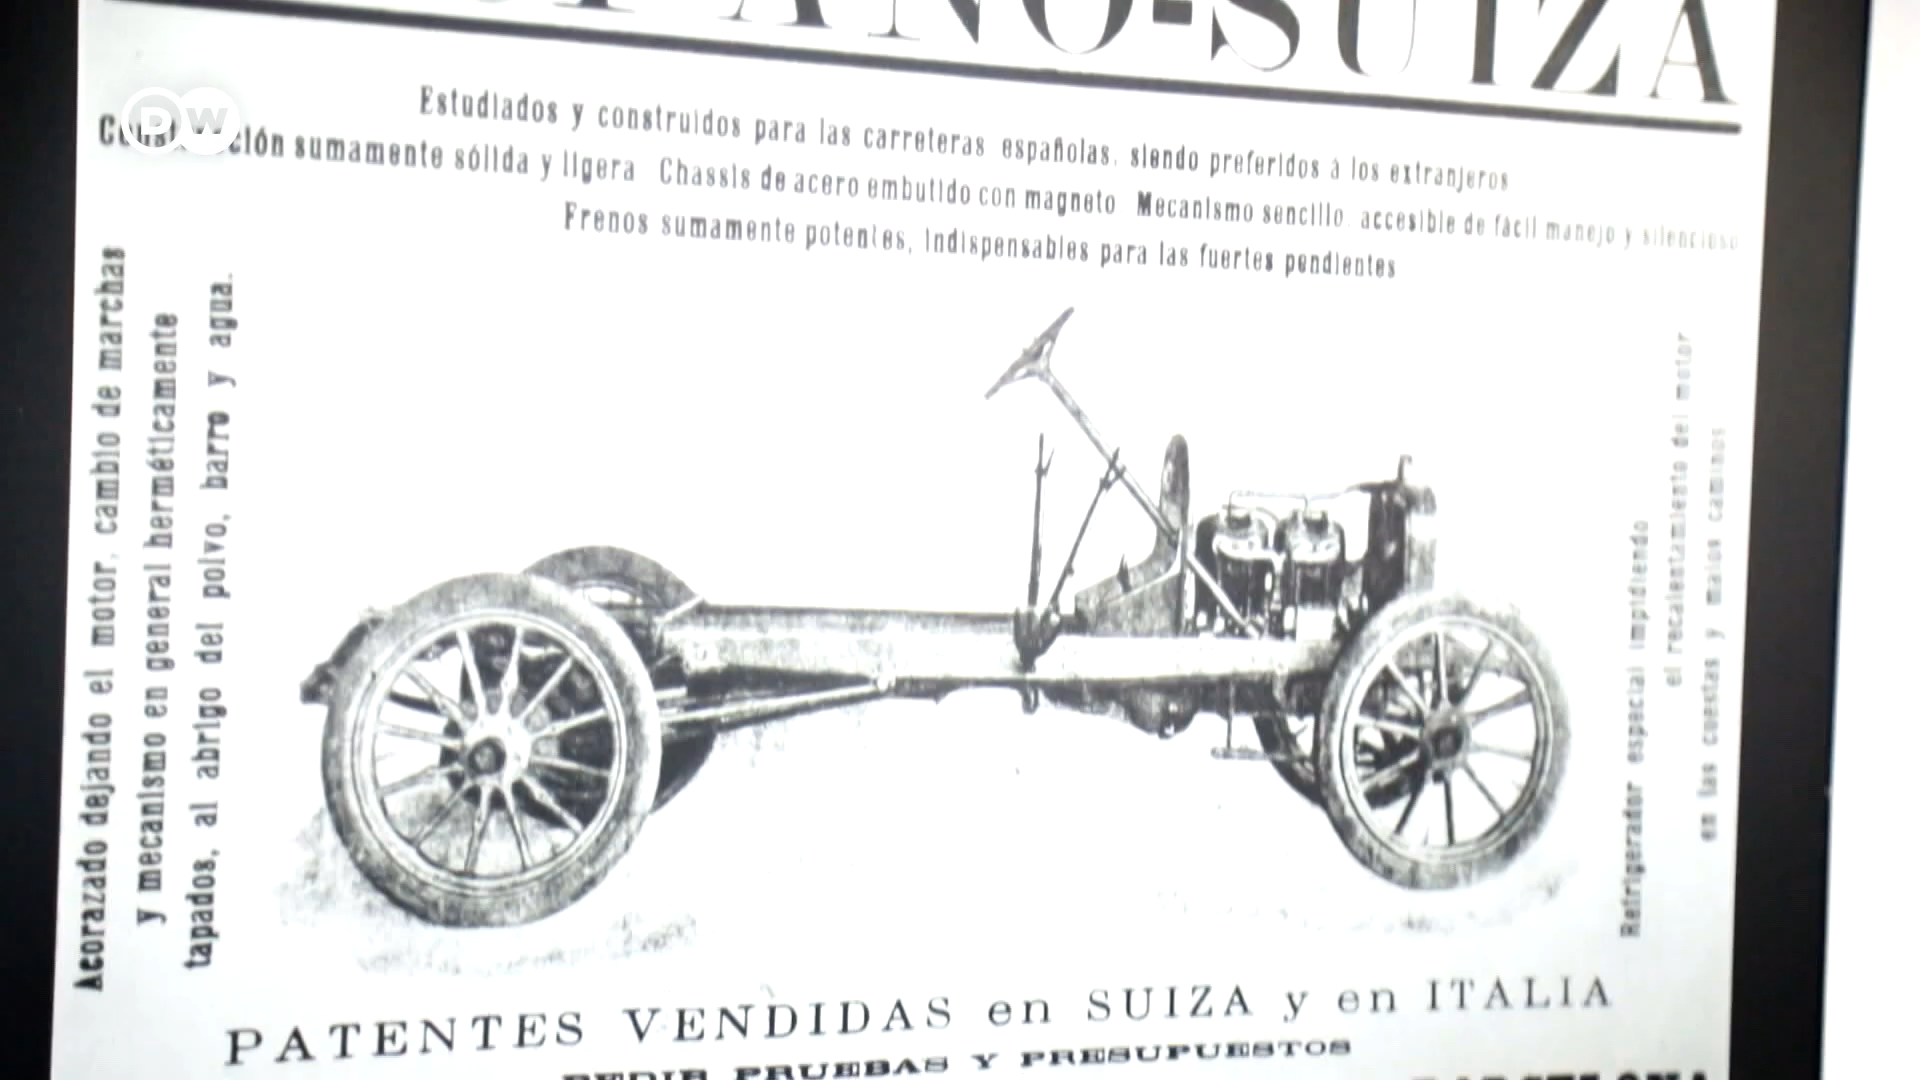 PANO-SUIZA
DW
Estudiados y construidos para las carreteras españolas, siendo preferidos á los extranjeros
sumamente sólida y ligera Chassis de acero embutido con magneto Mecanismo sencillo, accesible de fácil manejo y silencioso
Frenos sumamente potentes, indispensables para las fuertes pendientes
Acorazado dejando el motor, cambio de marchas
y mecanismo en general herméticamente
tapados, al abrigo del polvo, barro y agua.
Refrigerador especial impidiendo
el recalentamiento del motor
en las cuestas y malos caminos
PATENTES VENDIDAS en SUIZA y en ITALIA
PEDIR PRUEBAS Y PRESUPUESTOS